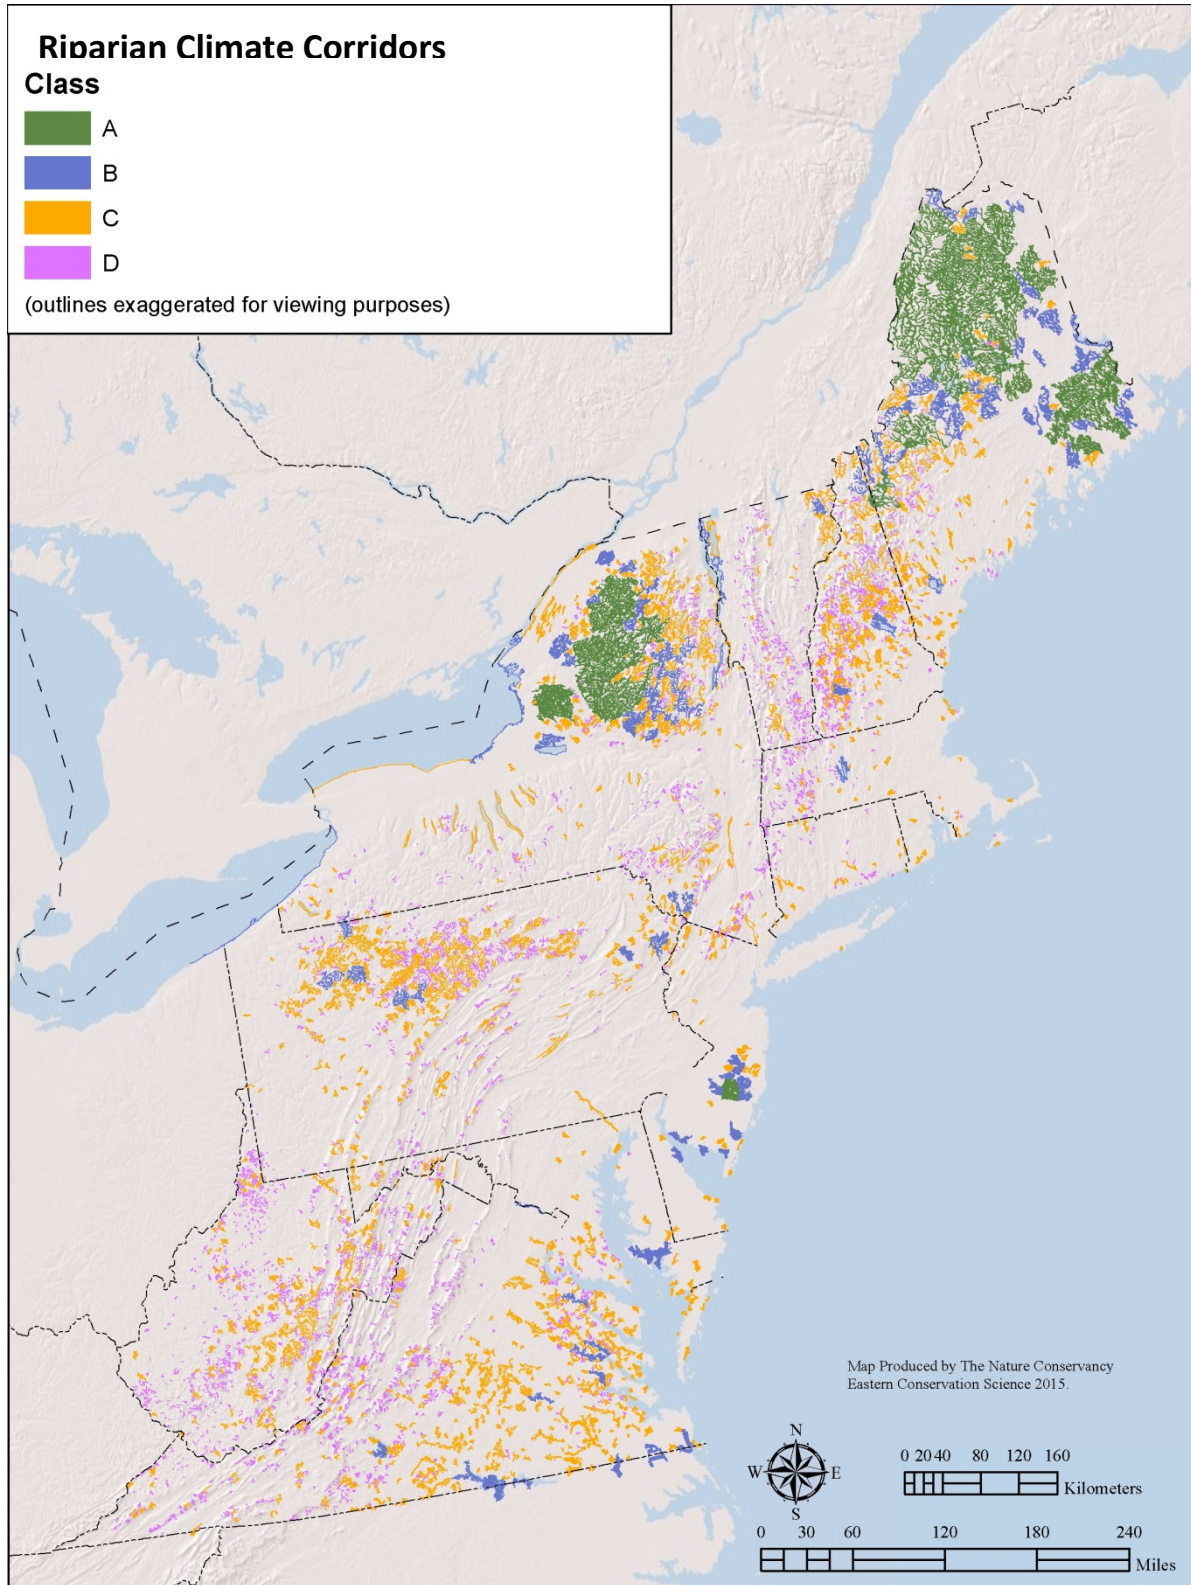 Riparian Climate Corridors
Class
A
B
C
D
(outlines exaggerated for viewing purposes)
Map Produced by The Nature Conservancy
Eastern Conservation Science 2015.
N
W E
S
0 20 40 80 120 160
Kilometers
0 30 60 120 180 240
Miles